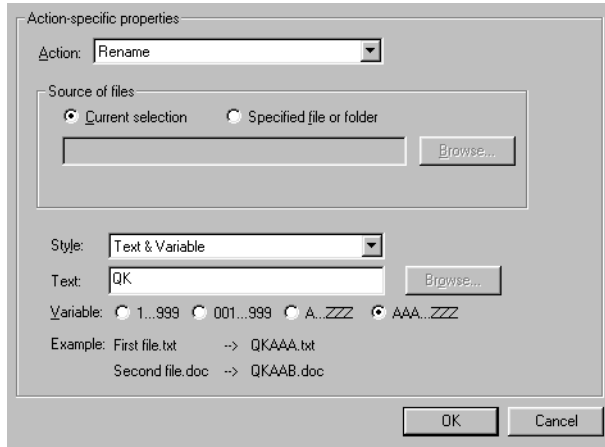 Action-specific properties
Action: Rename
Source of files
Current selection Specified file or folder
Browse...
Style: Text & Variable
Text: QK Browse...
Variable: 1...999 001...999 A...ZZZ AAA...ZZZ
Example: First file.txt --> QKAAA.txt
Second file.doc --> QKAAB.doc
OK Cancel